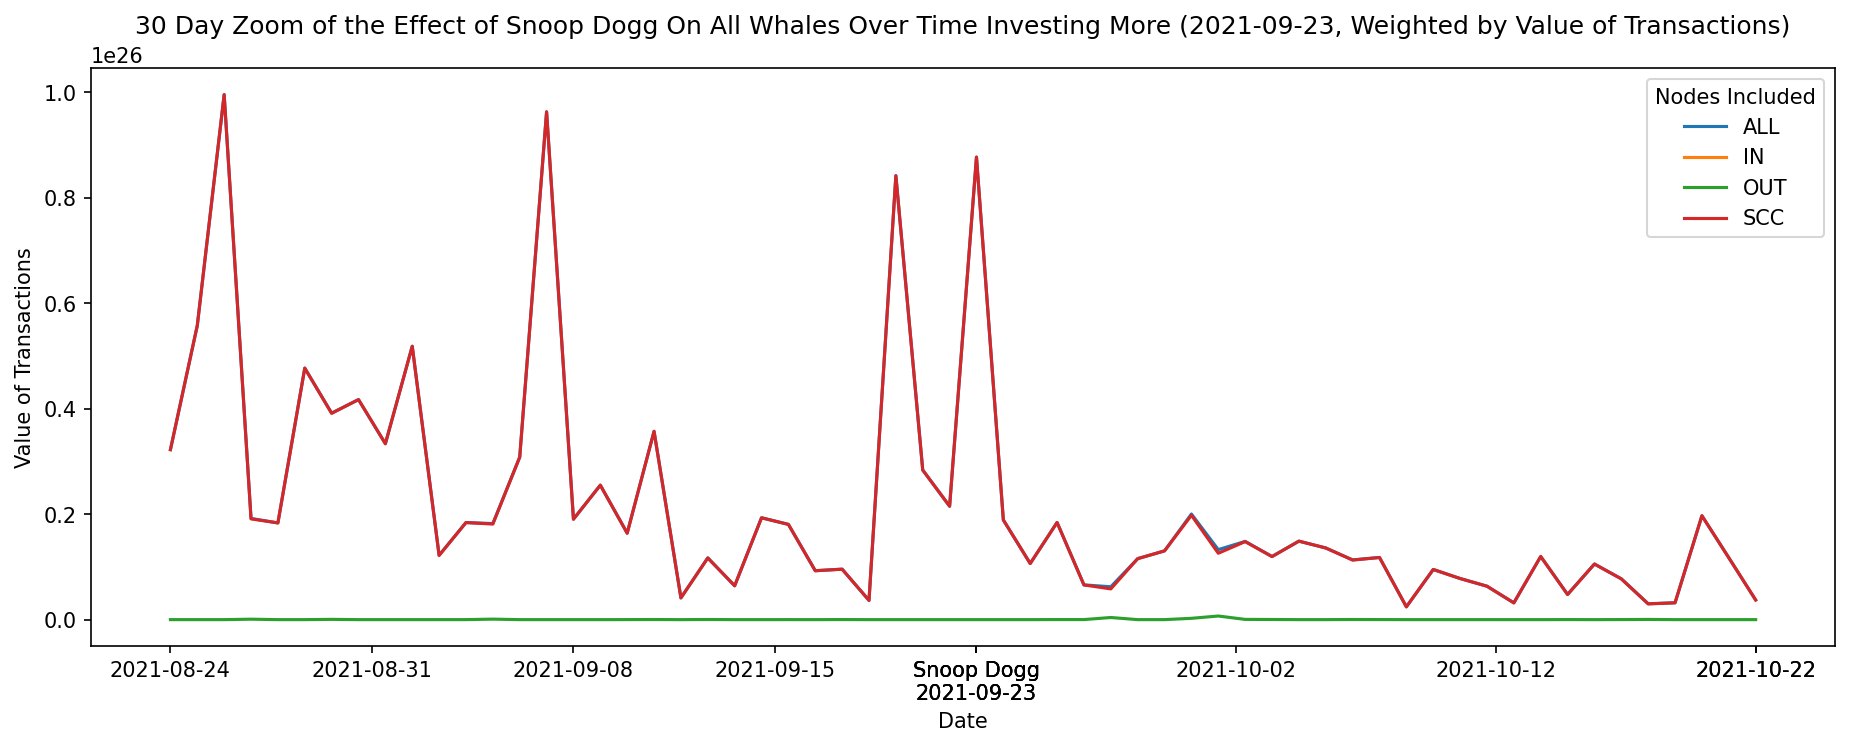 30 Day Zoom of the Effect of Snoop Dogg On All Whales Over Time Investing More (2021-09-23, Weighted by Value of Transactions)
1e26
1.0
0.8
0.6
0.4
0.2
0.0
Value of Transactions
Nodes Included
ALL
IN
OUT
SCC
2021-08-24
2021-08-31
2021-09-08
2021-09-15
Snoop Dogg
2021-09-23
2021-10-02
2021-10-12
2021-10-22
Date